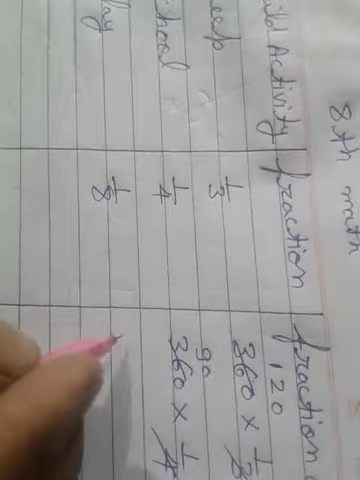 8th math
ild Activity fraction fraction
eep 1/3 360 × 1/3 120
hool 1/4 360 × 1/4 90
lay 1/8